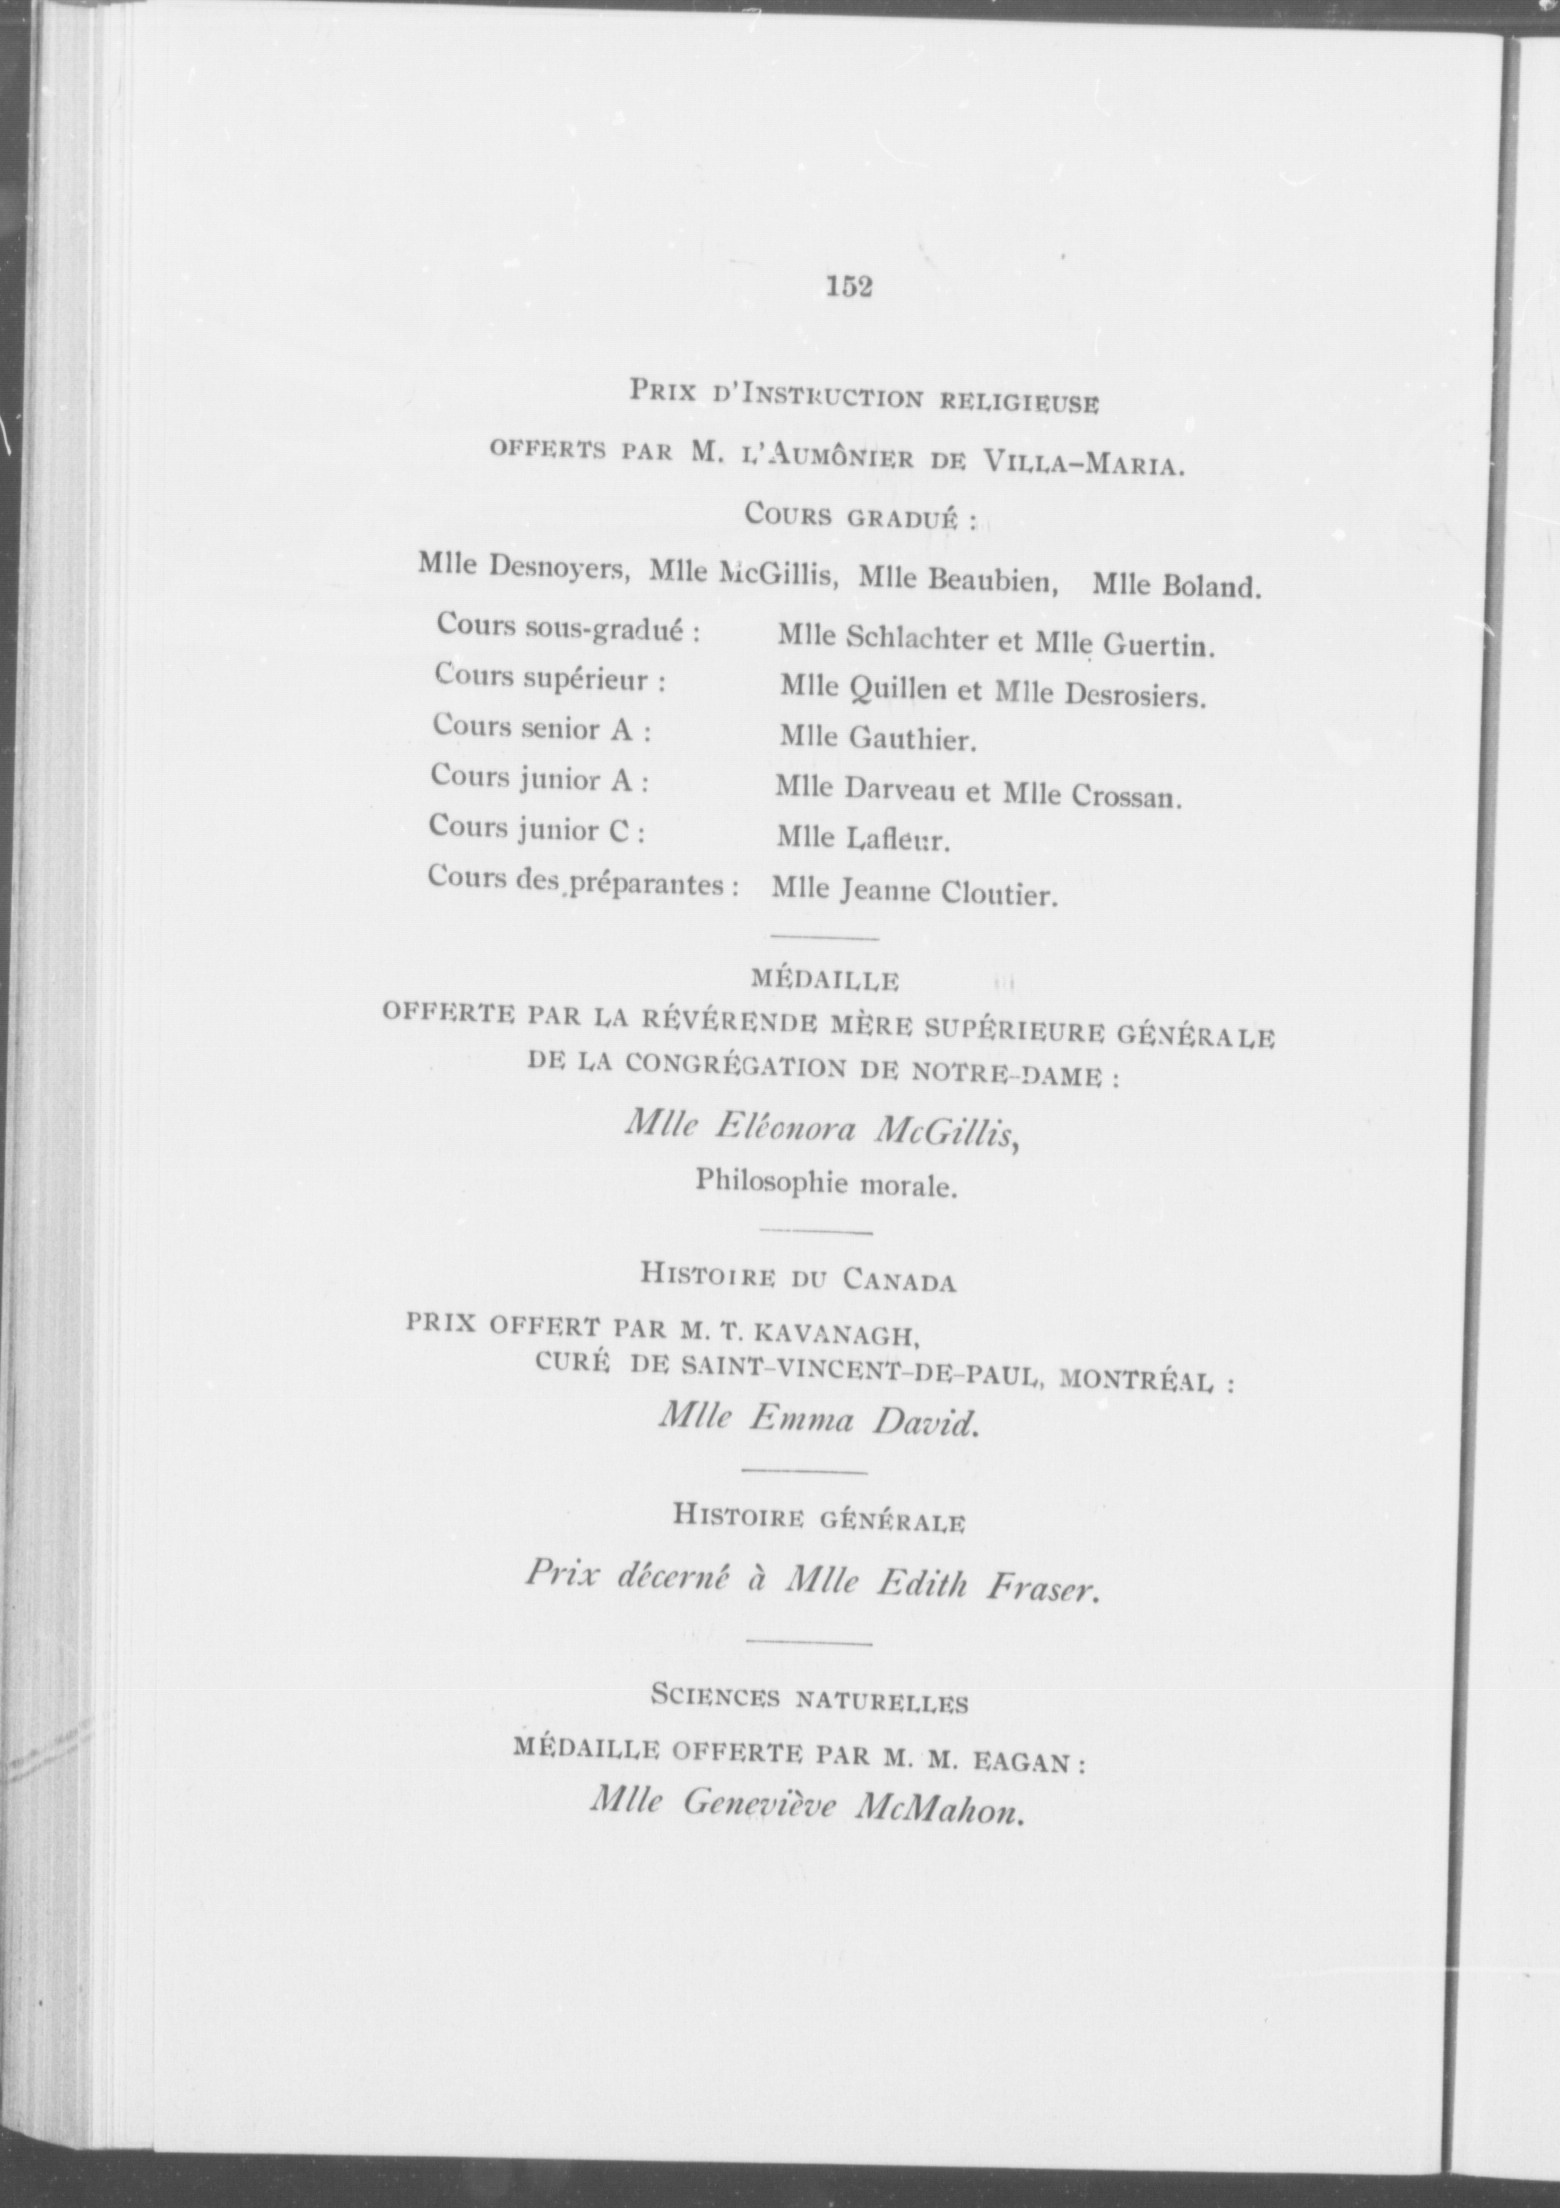 152
Prix d'Instruction religieuse
offerts par M. l'Aumônier de Villa-Maria.
Cours gradué :
Mlle Desnoyers, Mlle McGillis, Mlle Beaubien, Mlle Boland.
Cours sous-gradué : Mlle Schlachter et Mlle Guertin.
Cours supérieur : Mlle Quillen et Mlle Desrosiers.
Cours senior A : Mlle Gauthier.
Cours junior A : Mlle Darveau et Mlle Crossan.
Cours junior C : Mlle Lafleur.
Cours des préparantes : Mlle Jeanne Cloutier.
MÉDAILLE
OFFERTE PAR LA RÉVÉRENDE MÈRE SUPÉRIEURE GÉNÉRALE
DE LA CONGRÉGATION DE NOTRE-DAME :
Mlle Eléonora McGillis,
Philosophie morale.
Histoire du Canada
PRIX OFFERT PAR M. T. KAVANAGH,
CURÉ DE SAINT-VINCENT-DE-PAUL, MONTRÉAL :
Mlle Emma David.
Histoire générale
Prix décerné à Mlle Edith Fraser.
Sciences naturelles
MÉDAILLE OFFERTE PAR M. M. EAGAN :
Mlle Geneviève McMahon.